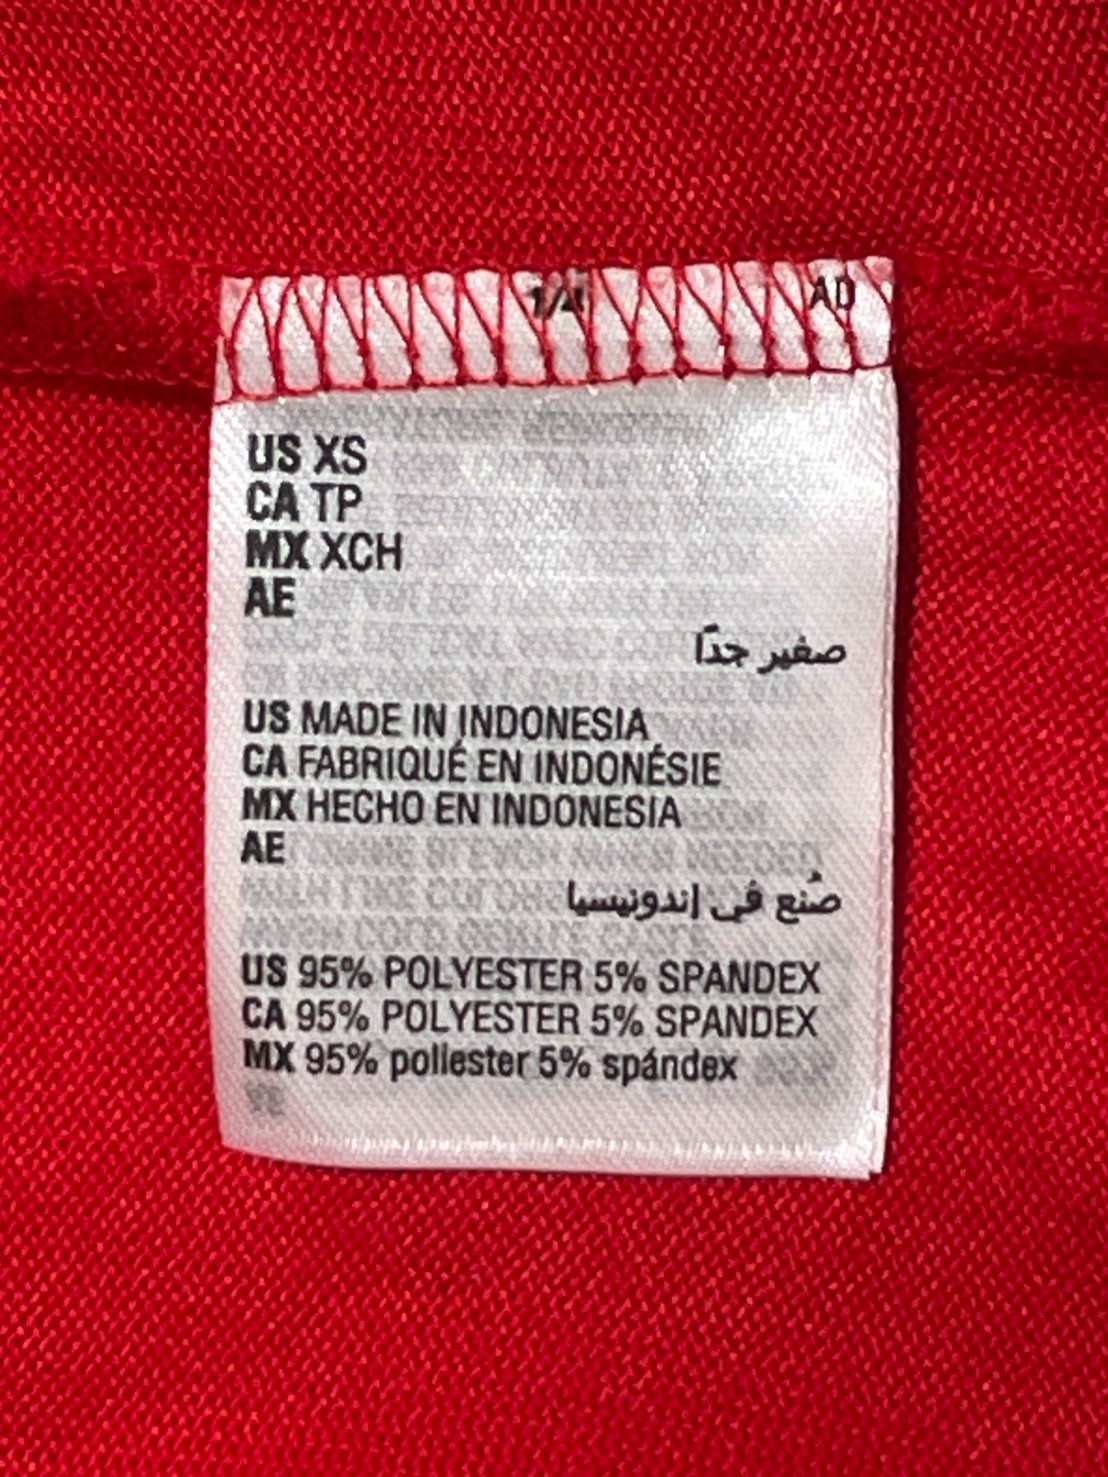 1/4 AD
US XS
CA TP
MX XCH
AE
صغير جدًا
US MADE IN INDONESIA
CA FABRIQUÉ EN INDONÉSIE
MX HECHO EN INDONESIA
AE
صُنع في إندونيسيا
US 95% POLYESTER 5% SPANDEX
CA 95% POLYESTER 5% SPANDEX
MX 95% poliester 5% spándex